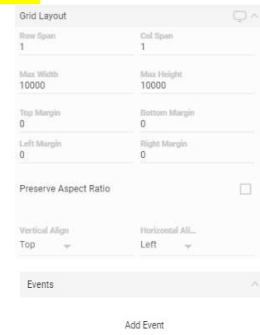 Grid Layout
Row Span Col Span
1 1
Max Width Max Height
10000 10000
Top Margin Bottom Margin
0 0
Left Margin Right Margin
0 0
Preserve Aspect Ratio
Vertical Align Horizontal Ali...
Top Left
Events
Add Event